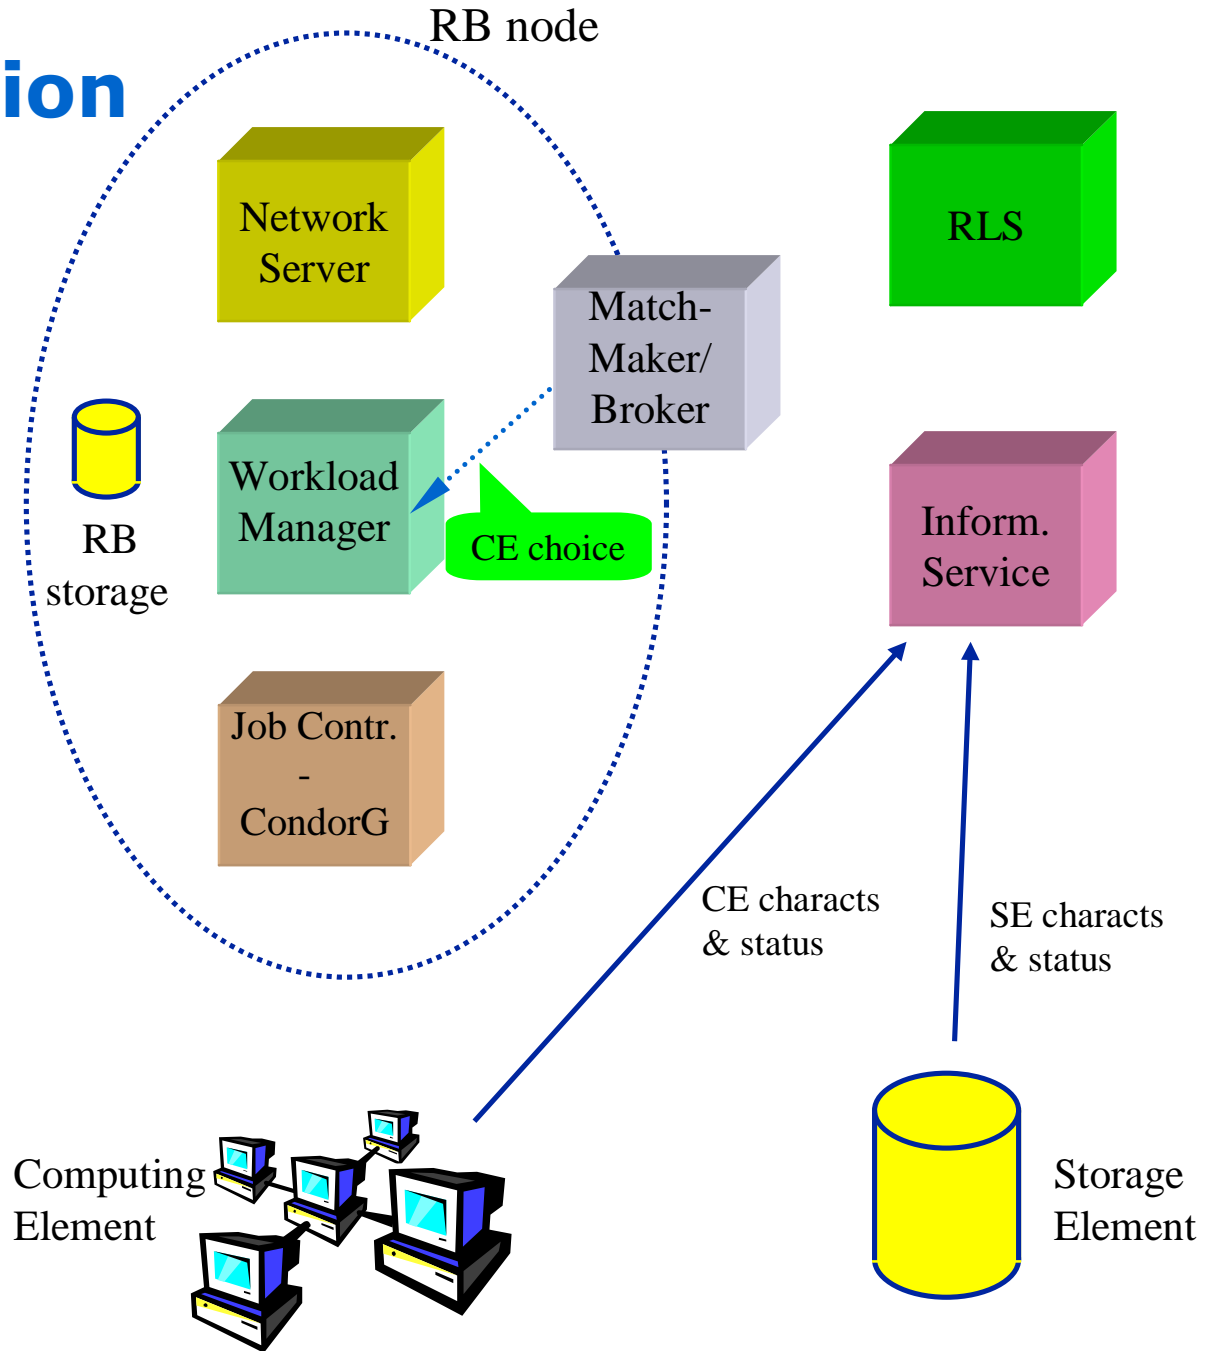 RB node
ion
Network
Server
RLS
Match-
Maker/
Broker
Workload
Manager
RB
storage
CE choice
Inform.
Service
Job Contr.
-
CondorG
CE characts
& status
SE characts
& status
Computing
Element
Storage
Element